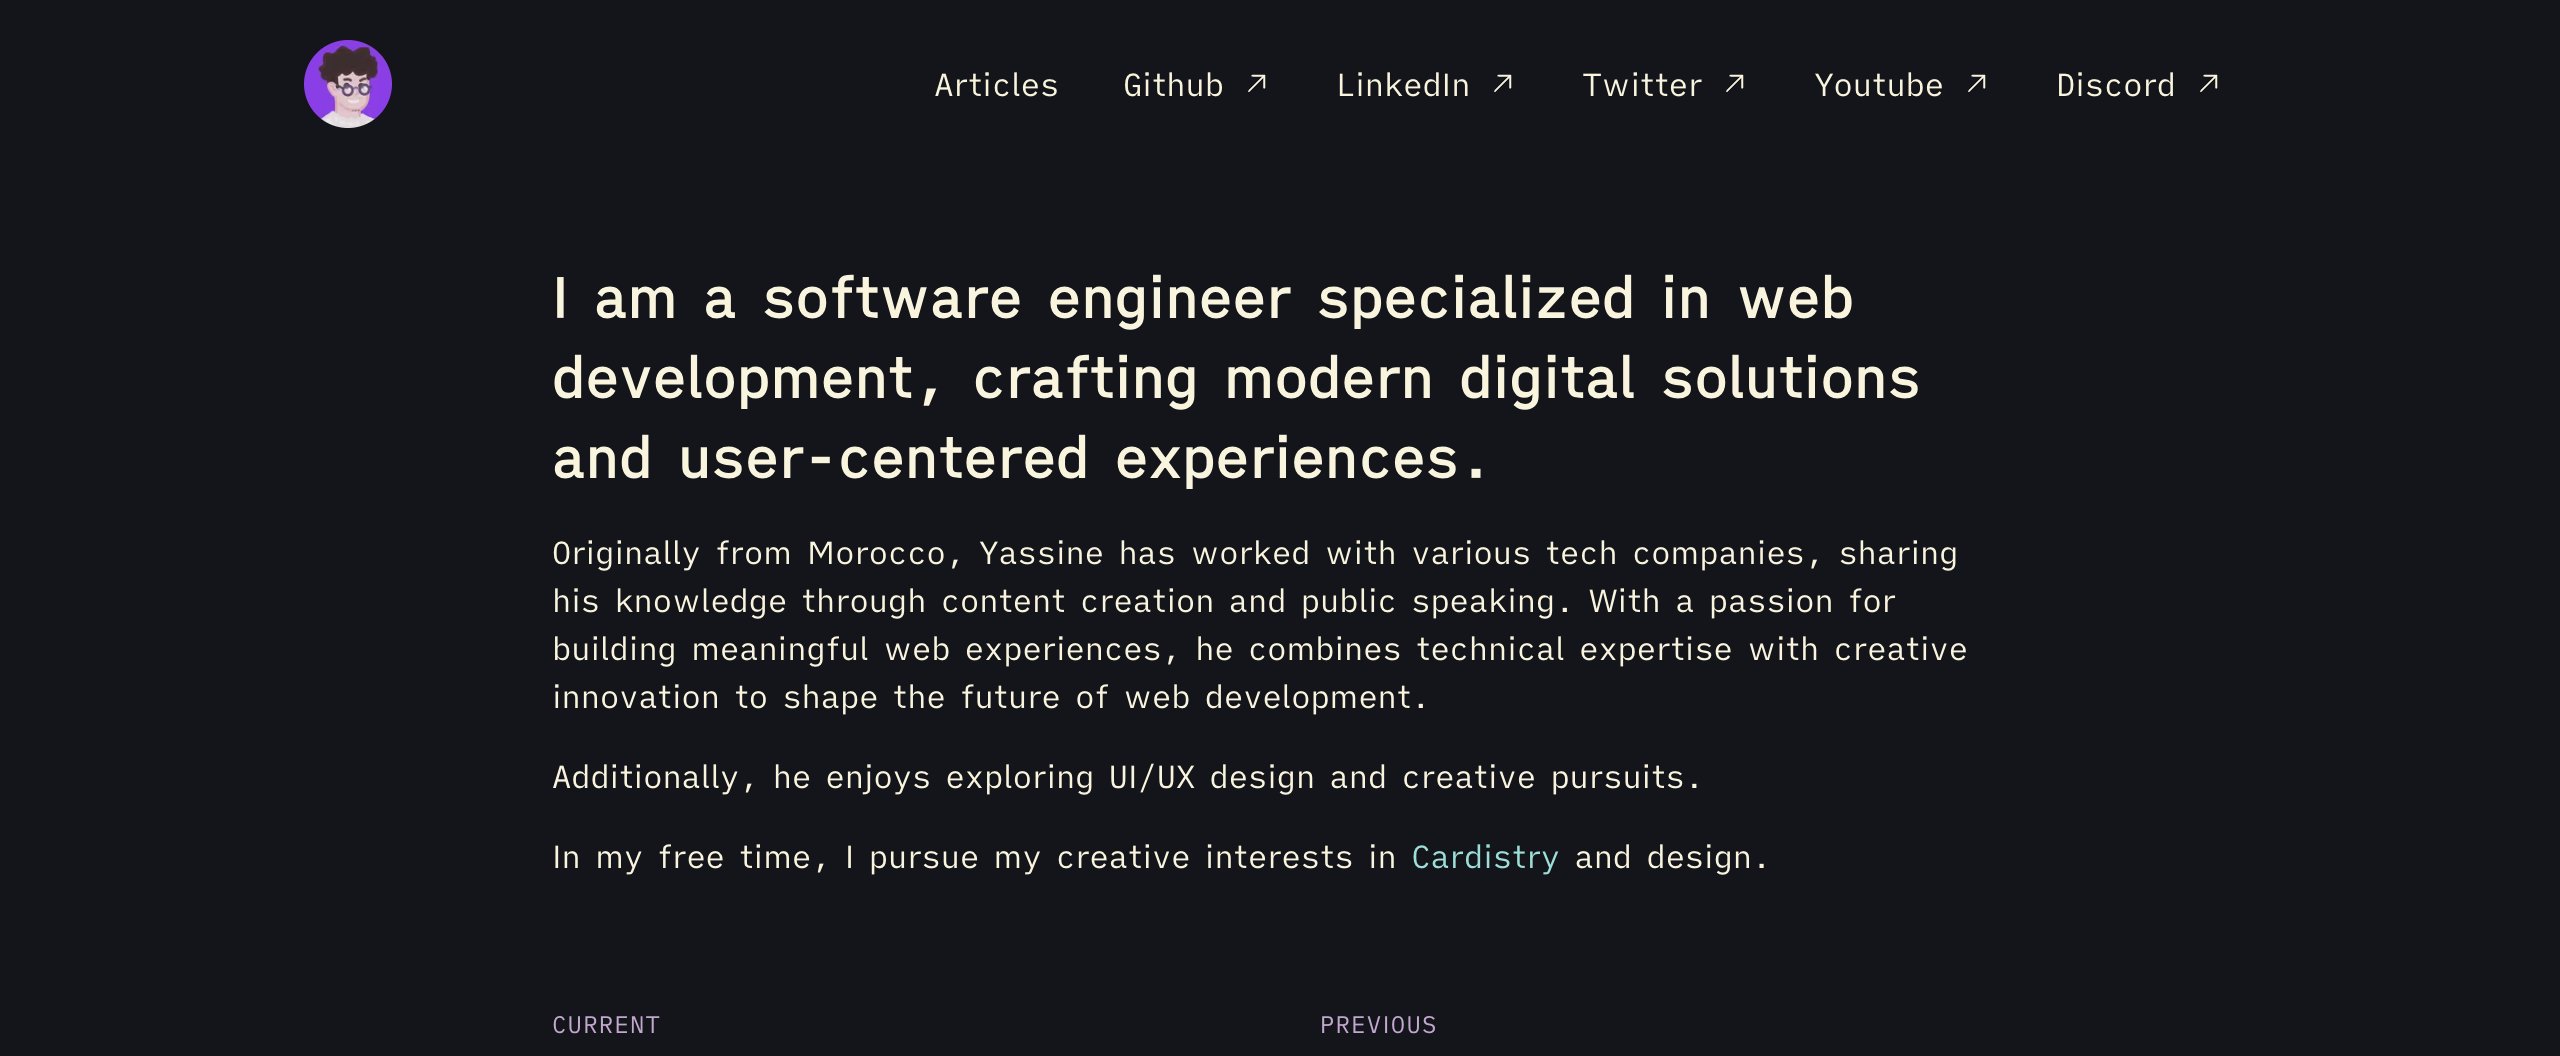 Articles Github ↗ LinkedIn ↗ Twitter ↗ Youtube ↗ Discord ↗
I am a software engineer specialized in web
development, crafting modern digital solutions
and user-centered experiences.
Originally from Morocco, Yassine has worked with various tech companies, sharing
his knowledge through content creation and public speaking. With a passion for
building meaningful web experiences, he combines technical expertise with creative
innovation to shape the future of web development.
Additionally, he enjoys exploring UI/UX design and creative pursuits.
In my free time, I pursue my creative interests in Cardistry and design.
CURRENT PREVIOUS